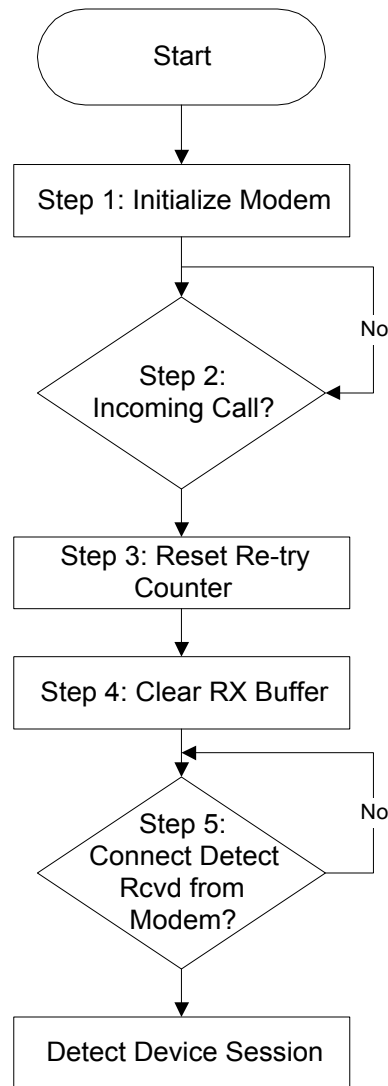 Start
Step 1: Initialize Modem
No
Step 2:
Incoming Call?
Step 3: Reset Re-try
Counter
Step 4: Clear RX Buffer
No
Step 5:
Connect Detect
Rcvd from
Modem?
Detect Device Session